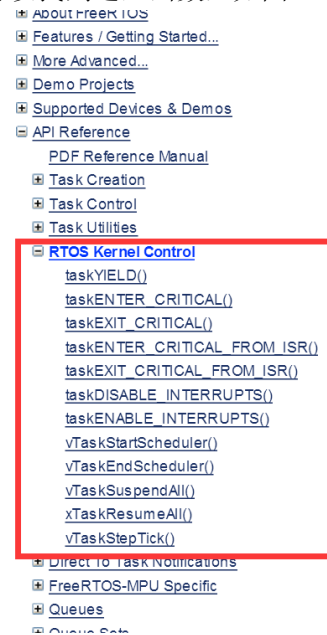 About FreeRTOS
Features / Getting Started...
More Advanced...
Demo Projects
Supported Devices & Demos
API Reference
PDF Reference Manual
Task Creation
Task Control
Task Utilities
RTOS Kernel Control
taskYIELD()
taskENTER_CRITICAL()
taskEXIT_CRITICAL()
taskENTER_CRITICAL_FROM_ISR()
taskEXIT_CRITICAL_FROM_ISR()
taskDISABLE_INTERRUPTS()
taskENABLE_INTERRUPTS()
vTaskStartScheduler()
vTaskEndScheduler()
vTaskSuspendAll()
xTaskResumeAll()
vTaskStepTick()
Direct To Task Notifications
FreeRTOS-MPU Specific
Queues
Queue Sets